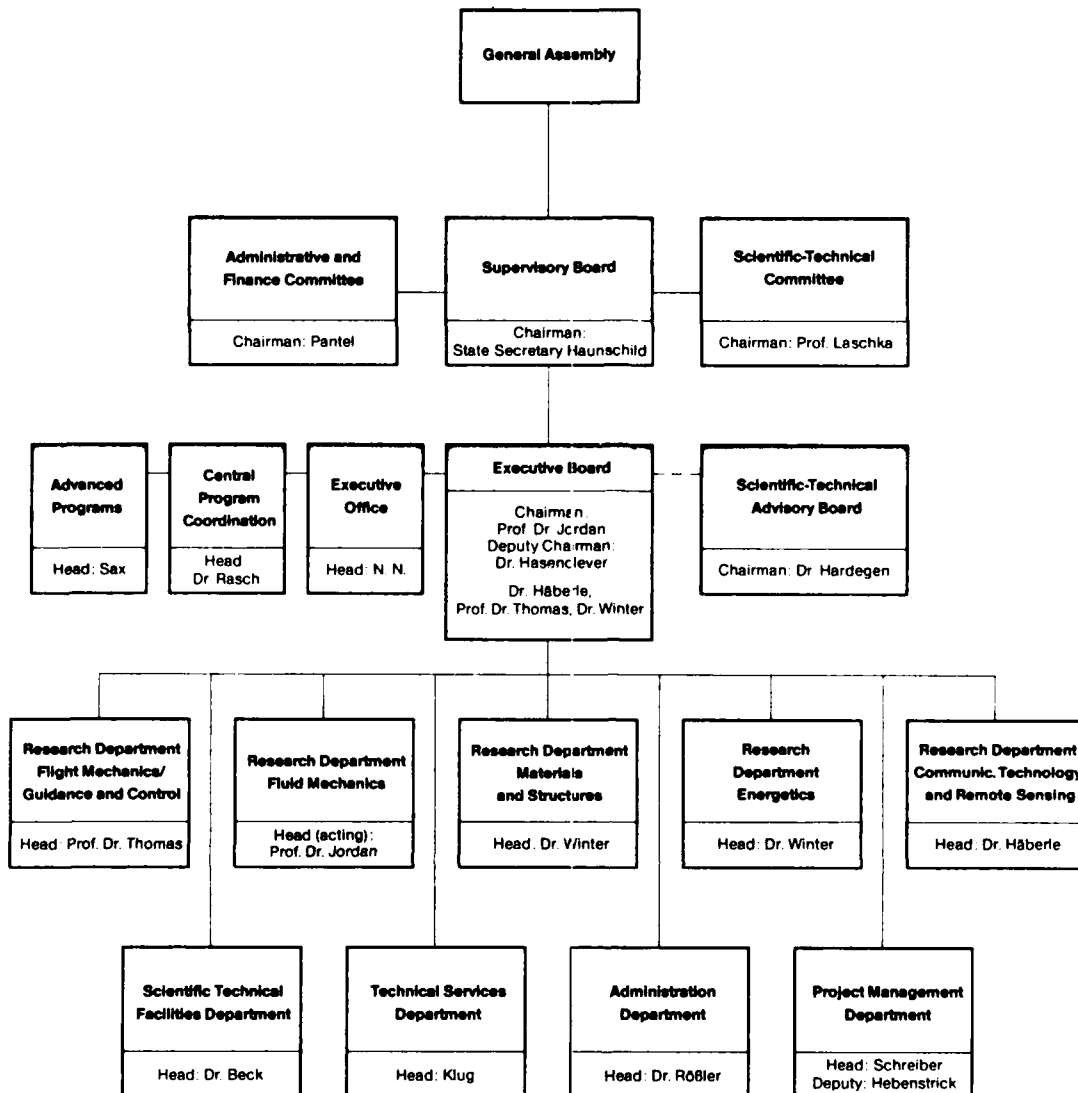 General Assembly
Administrative and
Finance Committee
Chairman: Pantel
Supervisory Board
Chairman:
State Secretary Haunschild
Scientific-Technical
Committee
Chairman: Prof. Laschka
Advanced
Programs
Head: Sax
Central
Program
Coordination
Head
Dr Rasch
Executive
Office
Head: N. N.
Executive Board
Chairman.
Prof Dr Jordan
Deputy Chairman:
Dr. Hasenclever
Dr. Häberle,
Prof. Dr. Thomas, Dr. Winter
Scientific-Technical
Advisory Board
Chairman: Dr Hardegen
Research Department
Flight Mechanics/
Guidance and Control
Head: Prof. Dr. Thomas
Research Department
Fluid Mechanics
Head (acting):
Prof. Dr. Jordan
Research Department
Materials
and Structures
Head. Dr. Winter
Research
Department
Energetics
Head: Dr. Winter
Research Department
Communic. Technology
and Remote Sensing
Head: Dr. Häberle
Scientific Technical
Facilities Department
Head: Dr. Beck
Technical Services
Department
Head: Klug
Administration
Department
Head: Dr. Rößler
Project Management
Department
Head: Schreiber
Deputy: Hebenstrick